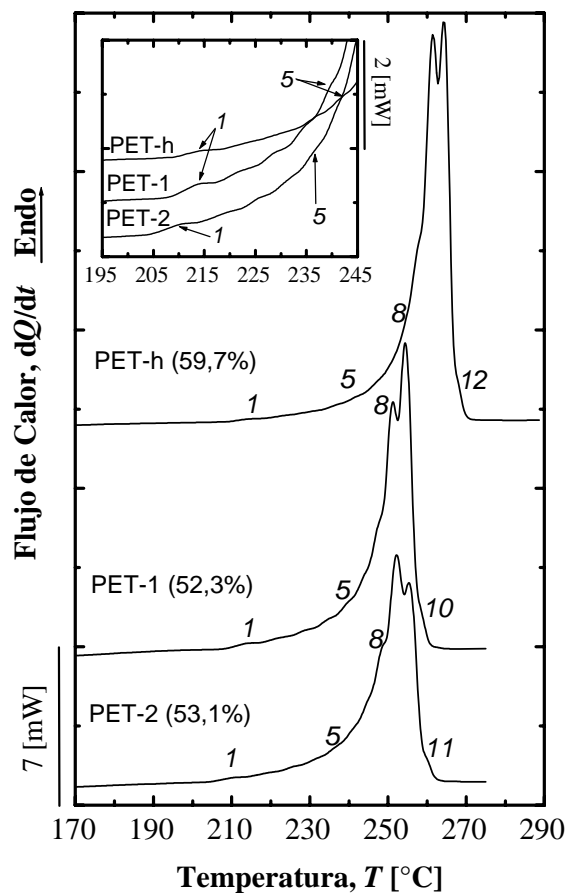 Flujo de Calor, dQ/dt Endo
7 [mW]
2 [mW]
5
1
PET-h
PET-1
PET-2
1
5
195 205 215 225 235 245
8
PET-h (59,7%)
5
12
1
8
PET-1 (52,3%)
5
10
1
8
PET-2 (53,1%)
5
11
1
170 190 210 230 250 270 290
Temperatura, T [°C]